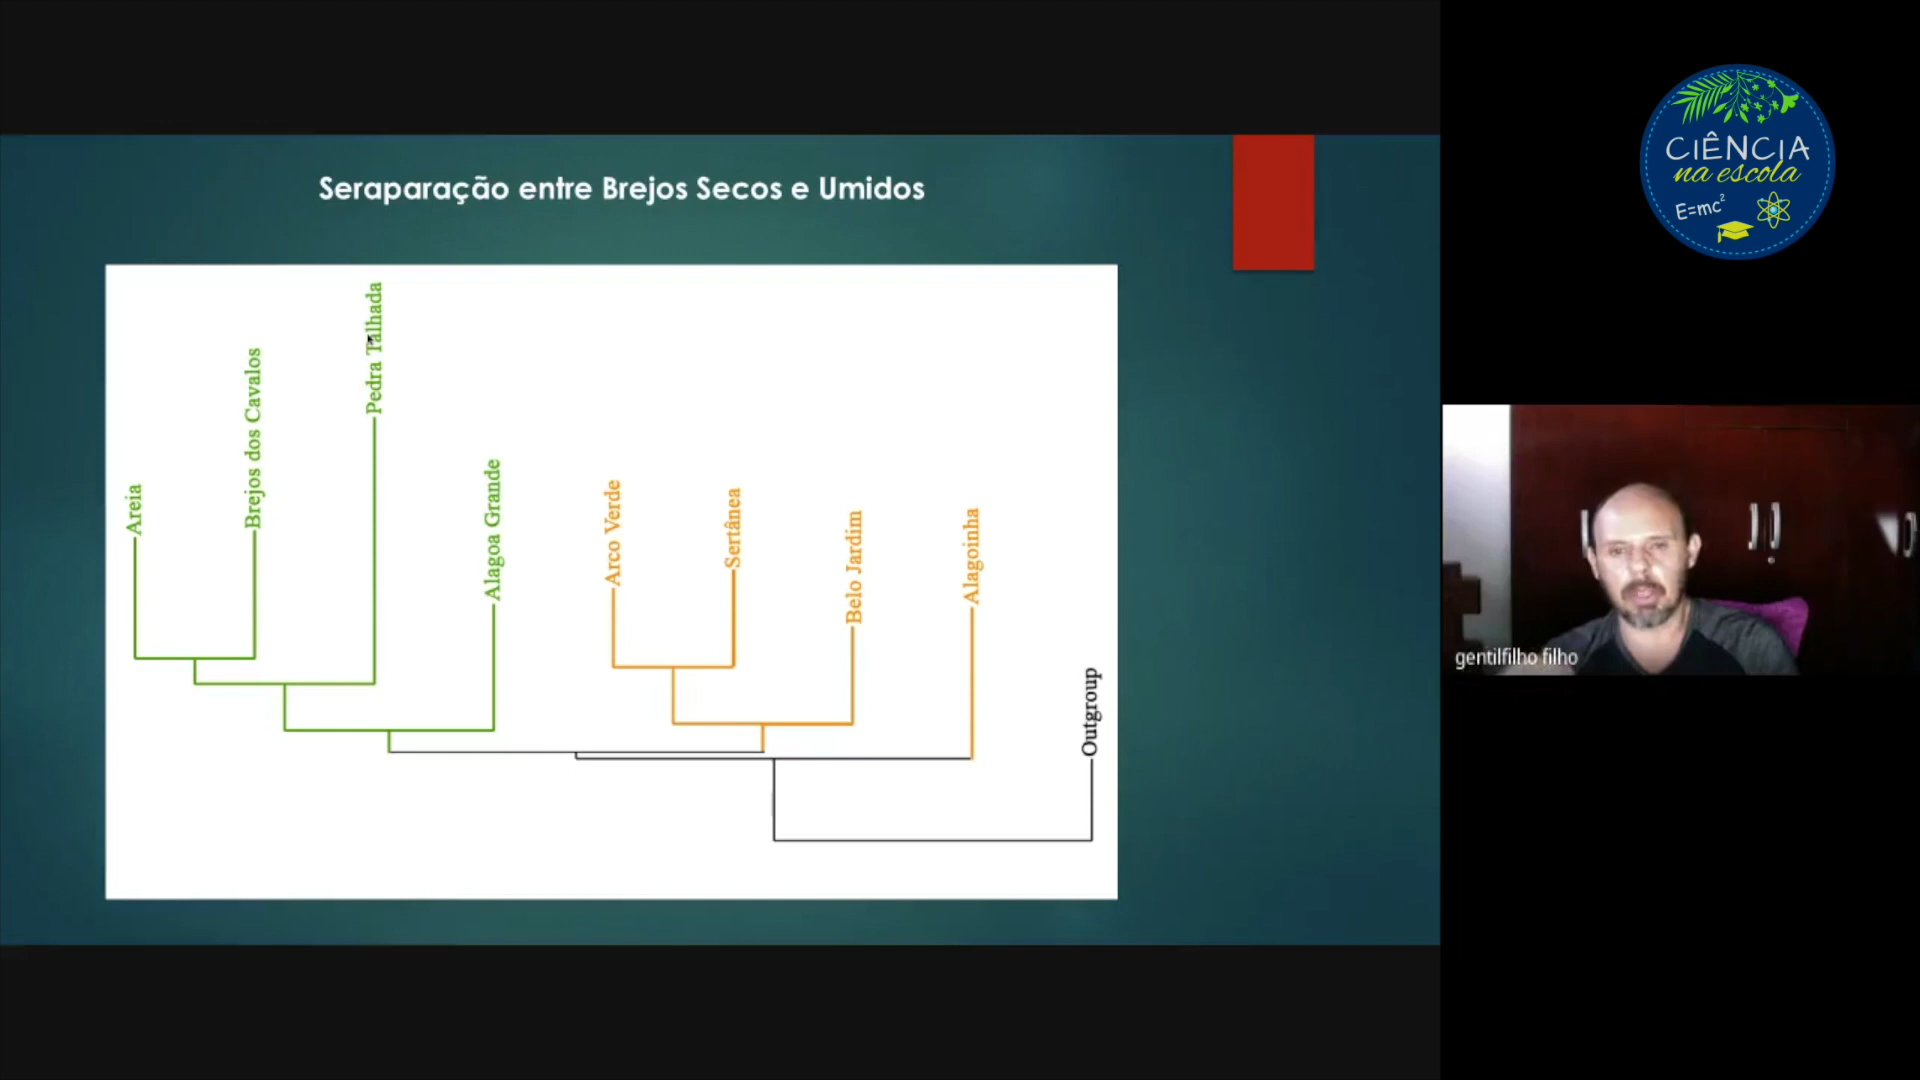 Seraparação entre Brejos Secos e Umidos
Areia
Brejos dos Cavalos
Pedra Talhada
Alagoa Grande
Arco Verde
Sertânea
Belo Jardim
Alagoinha
Outgroup
CIÊNCIA
na escola
E=mc²
gentilfilho filho